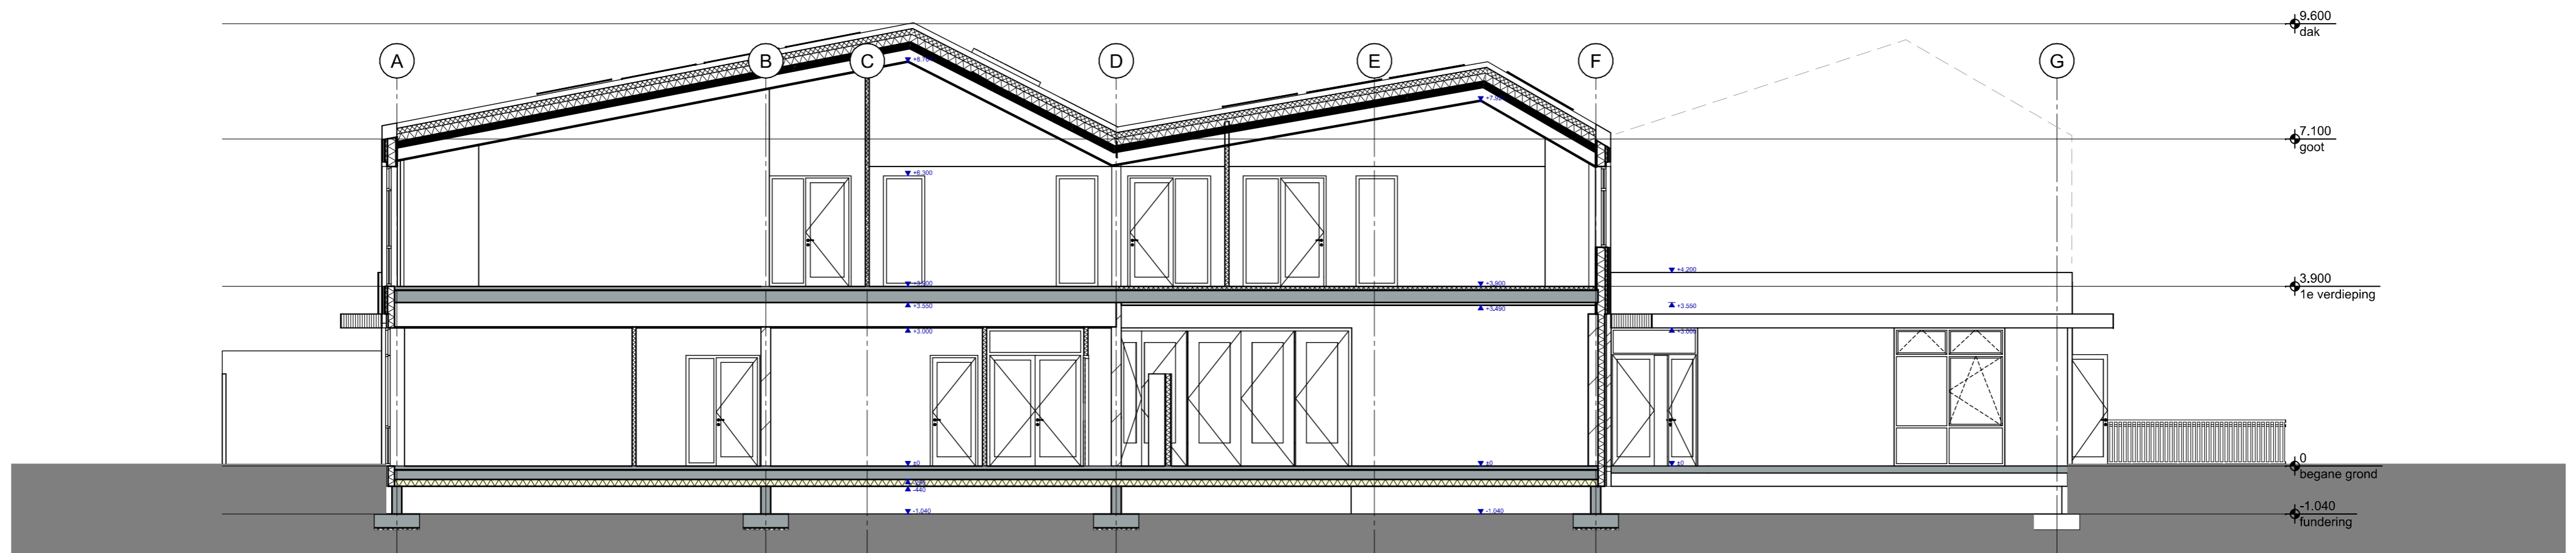 9.600
dak
A
B
C
D
E
F
G
7.100
goot
+6.300
+4.200
3.900
1e verdieping
+3.900
+3.550
+3.490
+3.550
+3.000
±0
±0
±0
0
begane grond
-440
-1.040
-1.040
-1.040
fundering